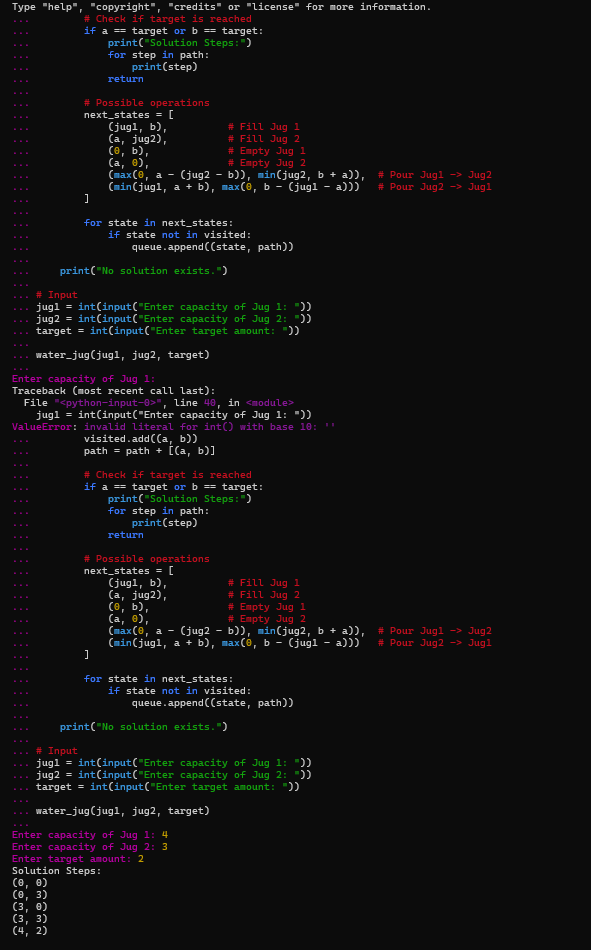 Type "help", "copyright", "credits" or "license" for more information.
...         # Check if target is reached
...         if a == target or b == target:
...             print("Solution Steps:")
...             for step in path:
...                 print(step)
...             return
...
...         # Possible operations
...         next_states = [
...             (jug1, b),          # Fill Jug 1
...             (a, jug2),          # Fill Jug 2
...             (0, b),             # Empty Jug 1
...             (a, 0),             # Empty Jug 2
...             (max(0, a - (jug2 - b)), min(jug2, b + a)),  # Pour Jug1 -> Jug2
...             (min(jug1, a + b), max(0, b - (jug1 - a)))   # Pour Jug2 -> Jug1
...         ]
...
...         for state in next_states:
...             if state not in visited:
...                 queue.append((state, path))
...
...     print("No solution exists.")
...
... # Input
... jug1 = int(input("Enter capacity of Jug 1: "))
... jug2 = int(input("Enter capacity of Jug 2: "))
... target = int(input("Enter target amount: "))
...
... water_jug(jug1, jug2, target)
...
Enter capacity of Jug 1:
Traceback (most recent call last):
  File "<python-input-0>", line 40, in <module>
    jug1 = int(input("Enter capacity of Jug 1: "))
ValueError: invalid literal for int() with base 10: ''
...         visited.add((a, b))
...         path = path + [(a, b)]
...
...         # Check if target is reached
...         if a == target or b == target:
...             print("Solution Steps:")
...             for step in path:
...                 print(step)
...             return
...
...         # Possible operations
...         next_states = [
...             (jug1, b),          # Fill Jug 1
...             (a, jug2),          # Fill Jug 2
...             (0, b),             # Empty Jug 1
...             (a, 0),             # Empty Jug 2
...             (max(0, a - (jug2 - b)), min(jug2, b + a)),  # Pour Jug1 -> Jug2
...             (min(jug1, a + b), max(0, b - (jug1 - a)))   # Pour Jug2 -> Jug1
...         ]
...
...         for state in next_states:
...             if state not in visited:
...                 queue.append((state, path))
...
...     print("No solution exists.")
...
... # Input
... jug1 = int(input("Enter capacity of Jug 1: "))
... jug2 = int(input("Enter capacity of Jug 2: "))
... target = int(input("Enter target amount: "))
...
... water_jug(jug1, jug2, target)
...
Enter capacity of Jug 1: 4
Enter capacity of Jug 2: 3
Enter target amount: 2
Solution Steps:
(0, 0)
(0, 3)
(3, 0)
(3, 3)
(4, 2)